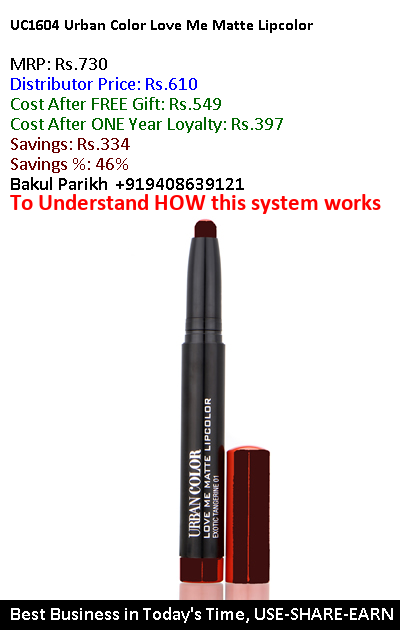 UC1604 Urban Color Love Me Matte Lipcolor
MRP: Rs.730
Distributor Price: Rs.610
Cost After FREE Gift: Rs.549
Cost After ONE Year Loyalty: Rs.397
Savings: Rs.334
Savings %: 46%
Bakul Parikh +919408639121
To Understand HOW this system works
URBAN COLOR
LOVE ME MATTE LIPCOLOR
EXOTIC TANGERINE 01
Best Business in Today's Time, USE-SHARE-EARN